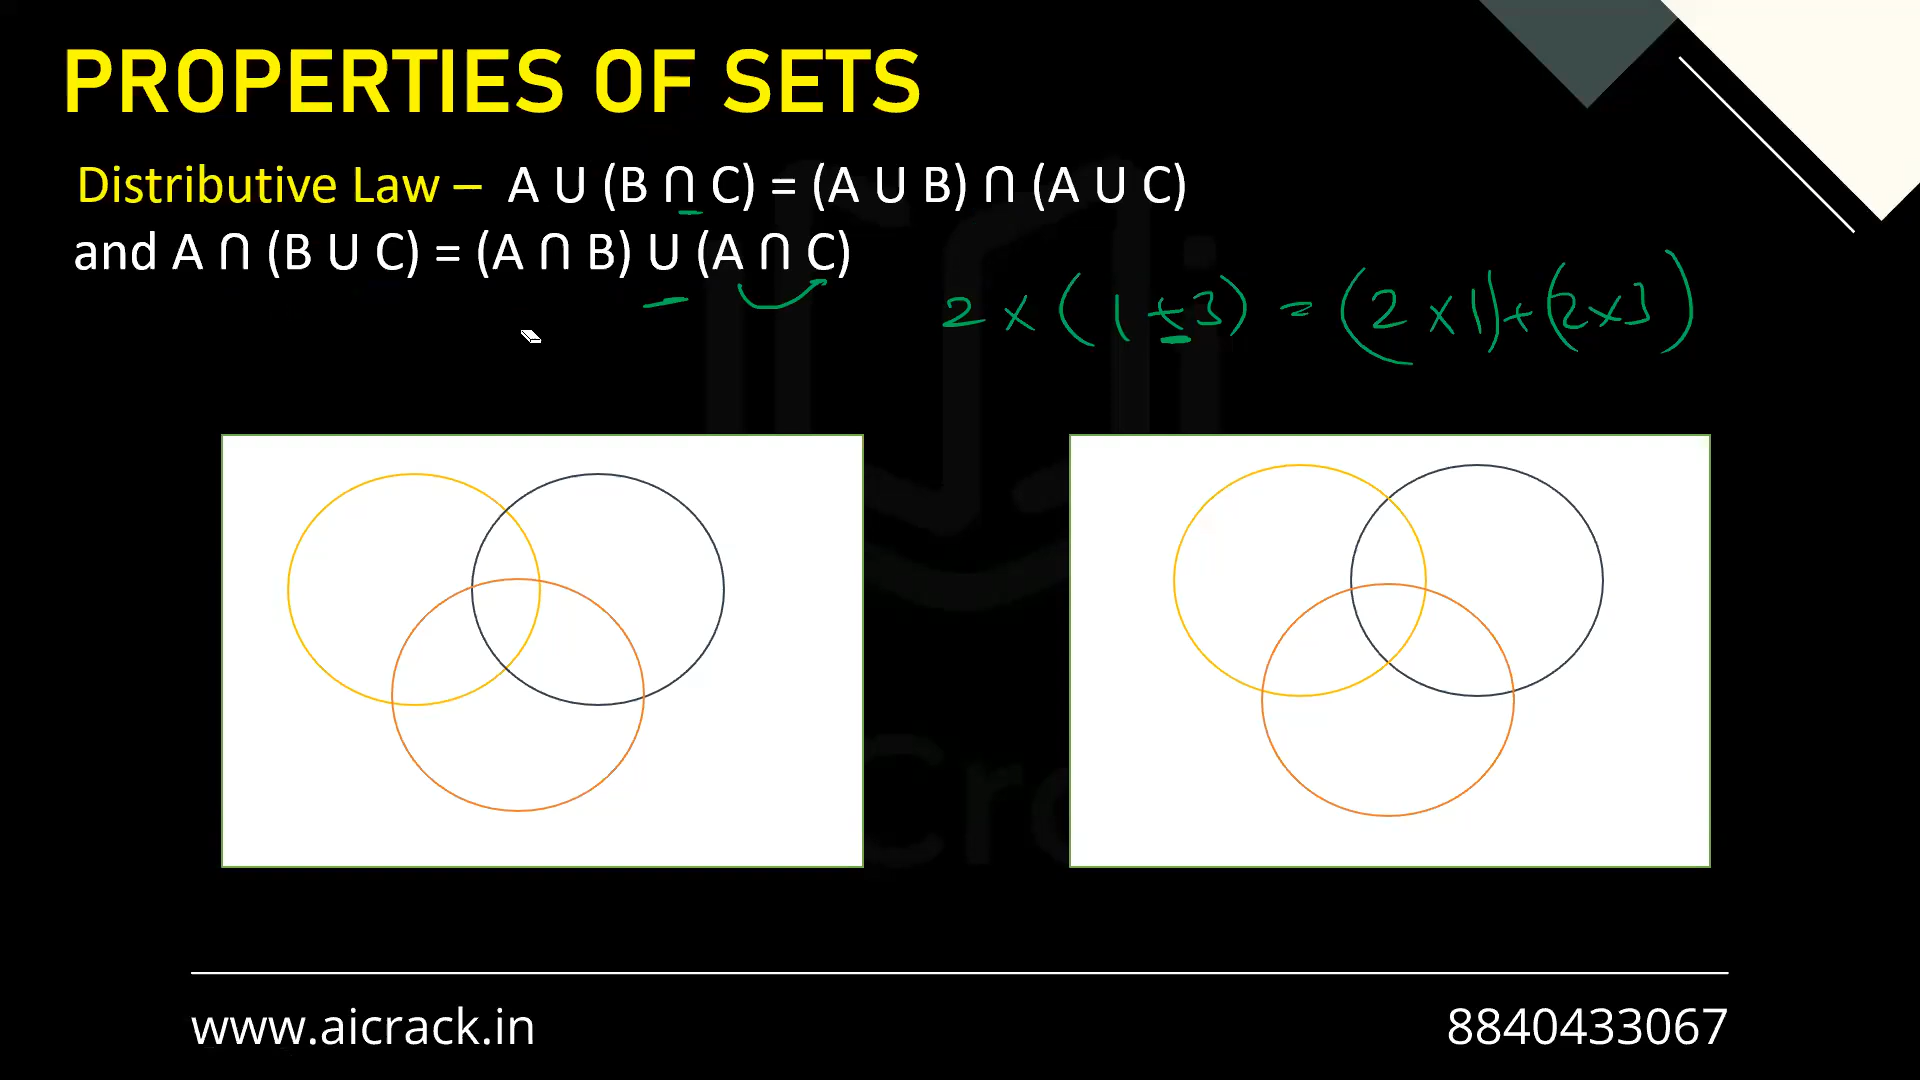 PROPERTIES OF SETS
Distributive Law – A U (B ∩ C) = (A U B) ∩ (A U C)
and A ∩ (B U C) = (A ∩ B) U (A ∩ C)
2 × (1 + 3) = (2 × 1) + (2 × 3)
www.aicrack.in
8840433067